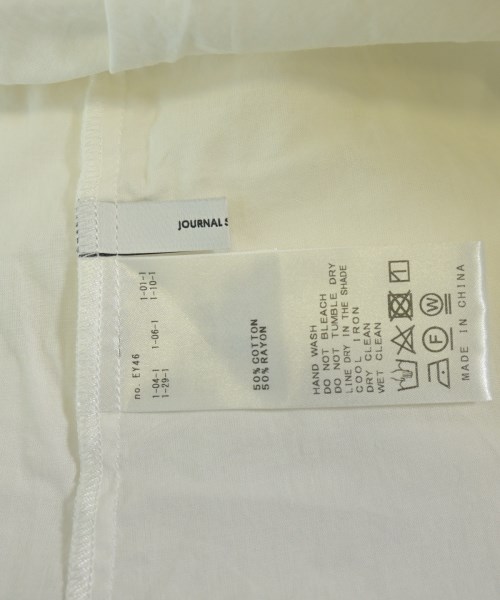 JOURNAL S
no. EY46
1-04-1 1-06-1 1-01-1
1-29-1 1-10-1
50% COTTON
50% RAYON
HAND WASH
DO NOT BLEACH
DO NOT TUMBLE DRY
LINE DRY IN THE SHADE
COOL IRON
DRY CLEAN
WET CLEAN
F W
MADE IN CHINA